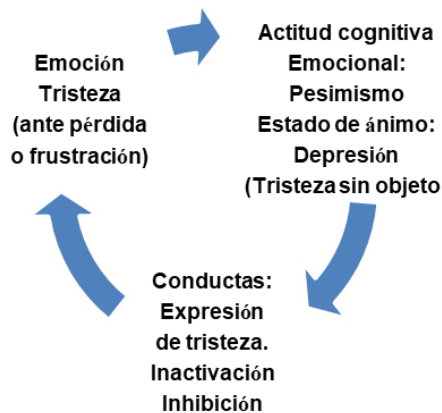 Emoción
Tristeza
(ante pérdida
o frustración)
Actitud cognitiva
Emocional:
Pesimismo
Estado de ánimo:
Depresión
(Tristeza sin objeto
Conductas:
Expresión
de tristeza.
Inactivación
Inhibición